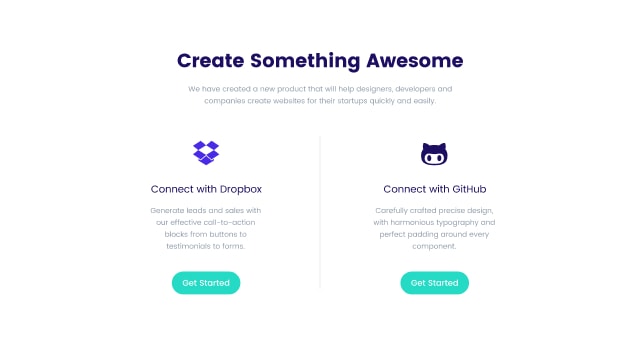 Create Something Awesome
We have created a new product that will help designers, developers and
companies create websites for their startups quickly and easily.
Connect with Dropbox
Generate leads and sales with
our effective call-to-action
blocks from buttons to
testimonials to forms.
Get Started
Connect with GitHub
Carefully crafted precise design,
with harmonious typography and
perfect padding around every
component.
Get Started